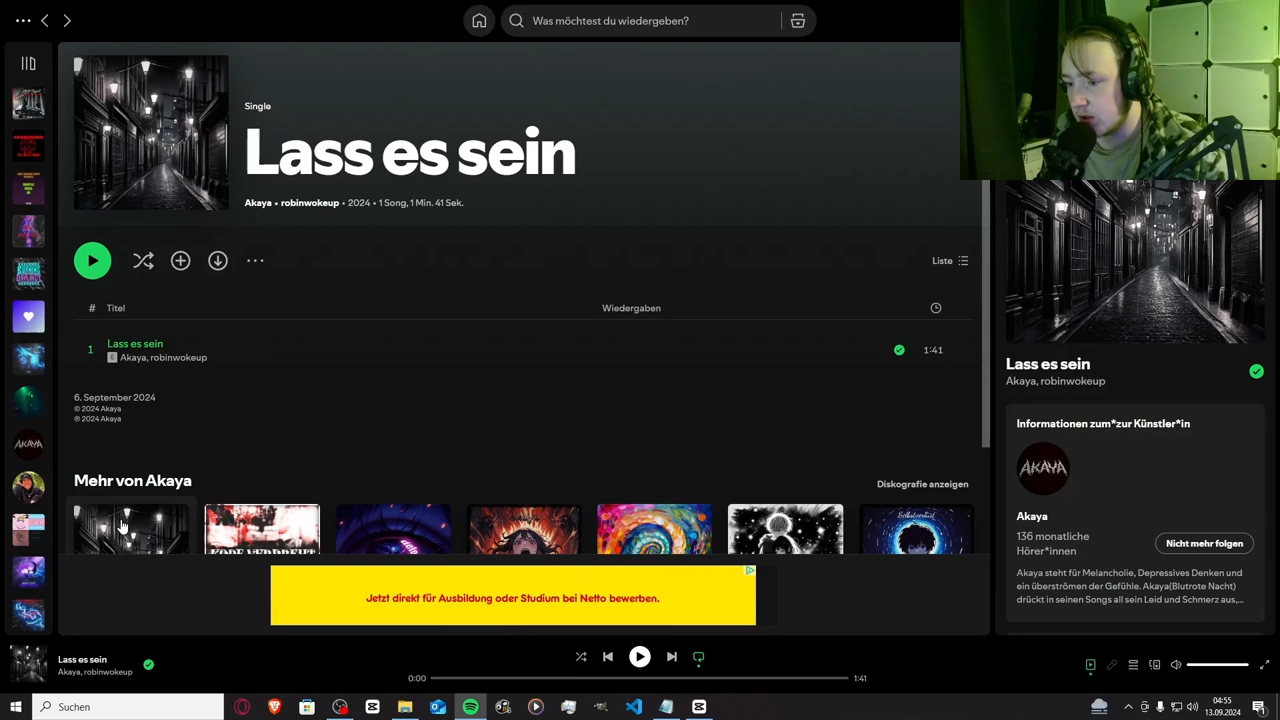 Was möchtest du wiedergeben?
Single
Lass es sein
Akaya • robinwokeup • 2024 • 1 Song, 1 Min. 41 Sek.
Liste
# Titel Wiedergaben
1 Lass es sein 1:41
E Akaya, robinwokeup
6. September 2024
© 2024 Akaya
℗ 2024 Akaya
Mehr von Akaya
Diskografie anzeigen
Selbstverlust
Jetzt direkt für Ausbildung oder Studium bei Netto bewerben.
Lass es sein
Akaya, robinwokeup
Informationen zum*zur Künstler*in
AKAYA
Akaya
136 monatliche
Hörer*innen
Nicht mehr folgen
Akaya steht für Melancholie, Depressives Denken und
ein überströmen der Gefühle. Akaya(Blutrote Nacht)
drückt in seinen Songs all sein Leid und Schmerz aus,...
AKAYA
Lass es sein
Akaya, robinwokeup
0:00
1:41
Suchen
04:55
13.09.2024